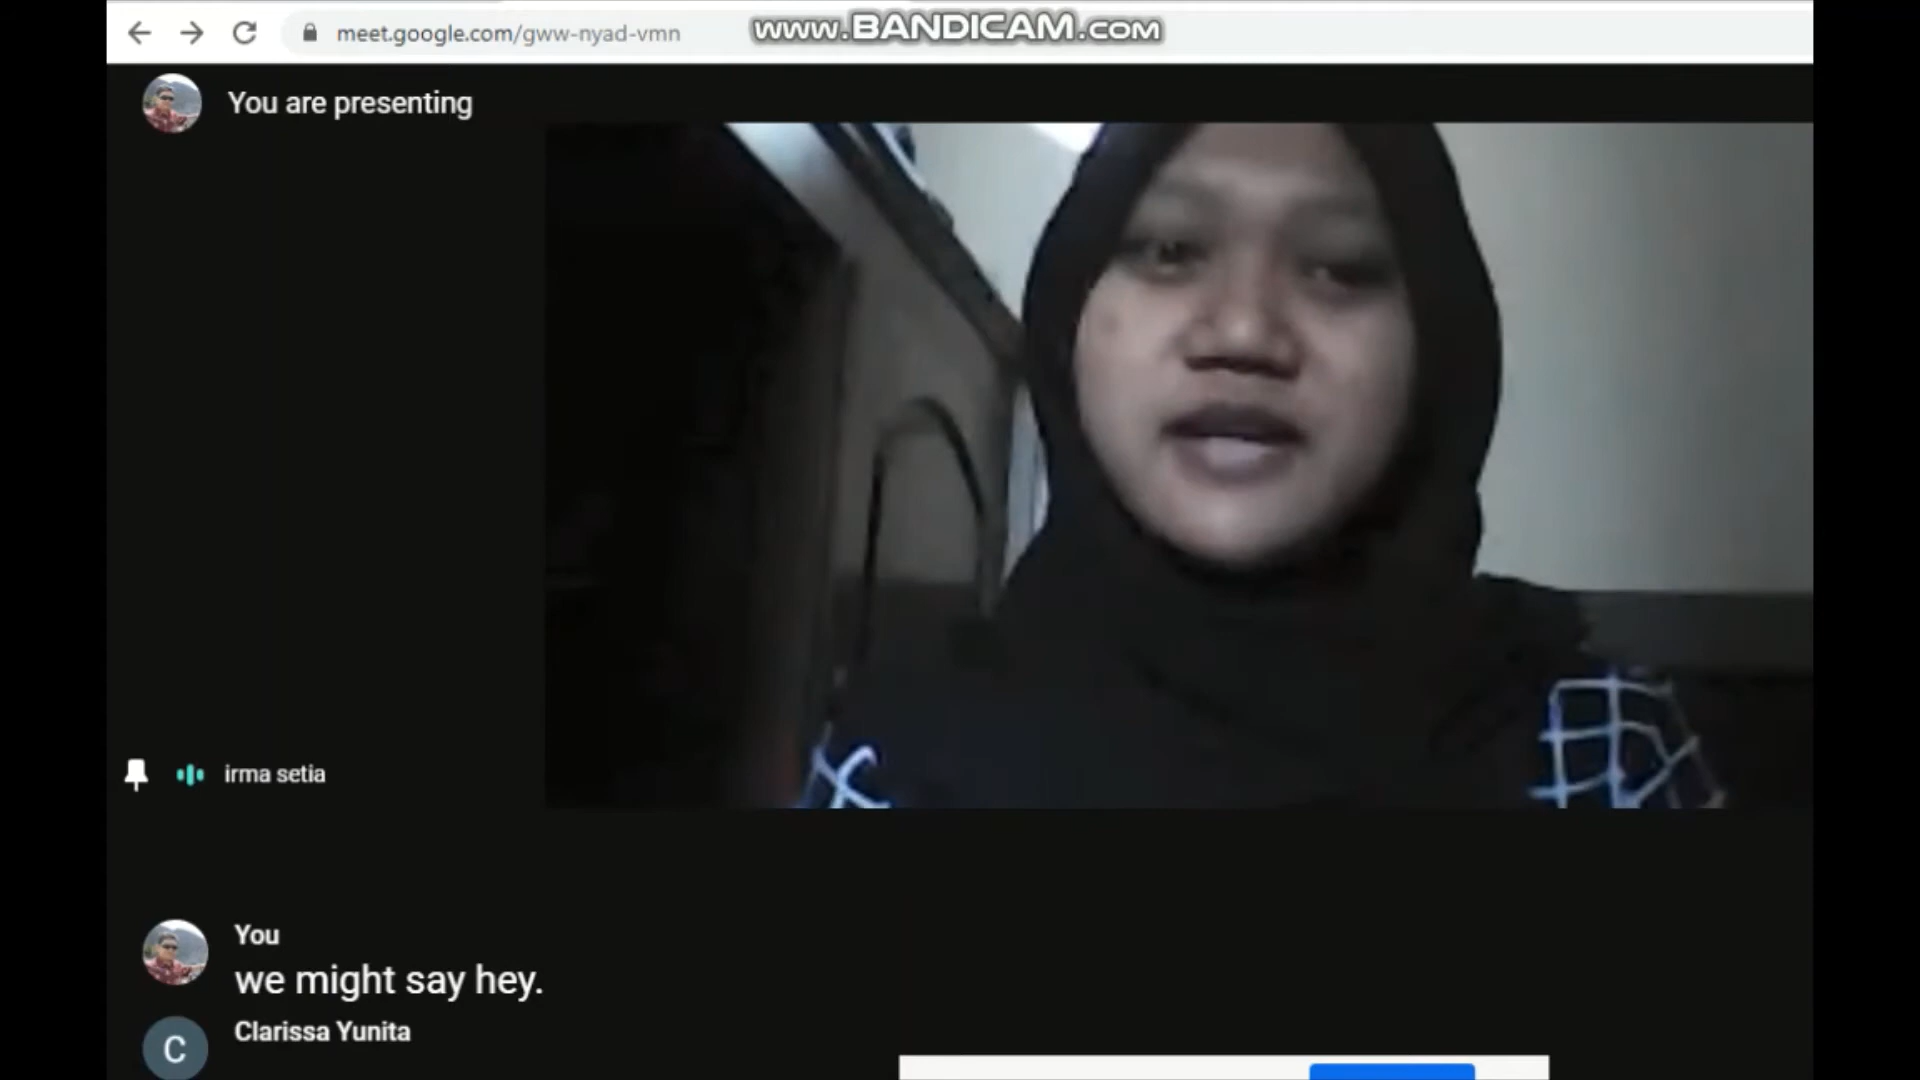 meet.google.com/gww-nyad-vmn
www.BANDICAM.com
You are presenting
irma setia
You
we might say hey.
C
Clarissa Yunita